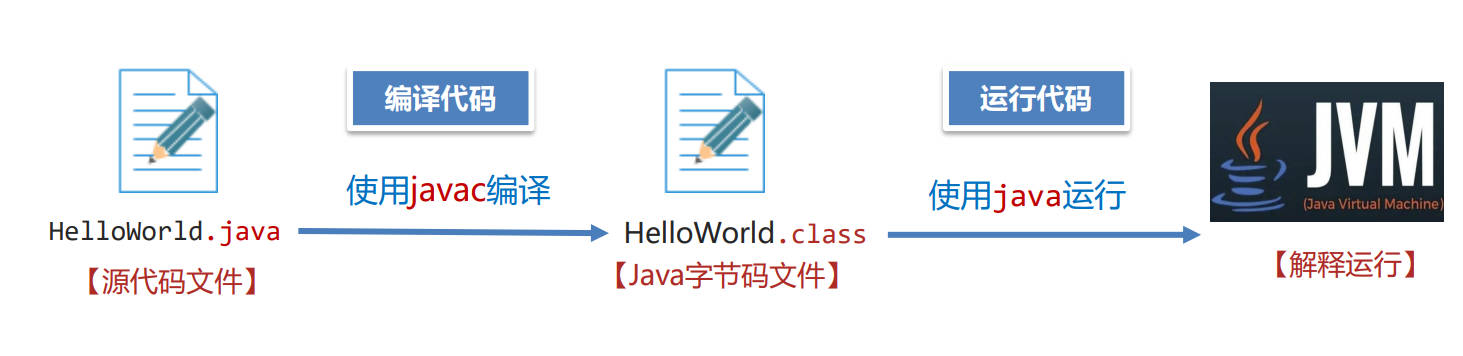 编译代码
使用javac编译
HelloWorld.java
【源代码文件】
HelloWorld.class
【Java字节码文件】
运行代码
使用java运行
JVM
(Java Virtual Machine)
【解释运行】